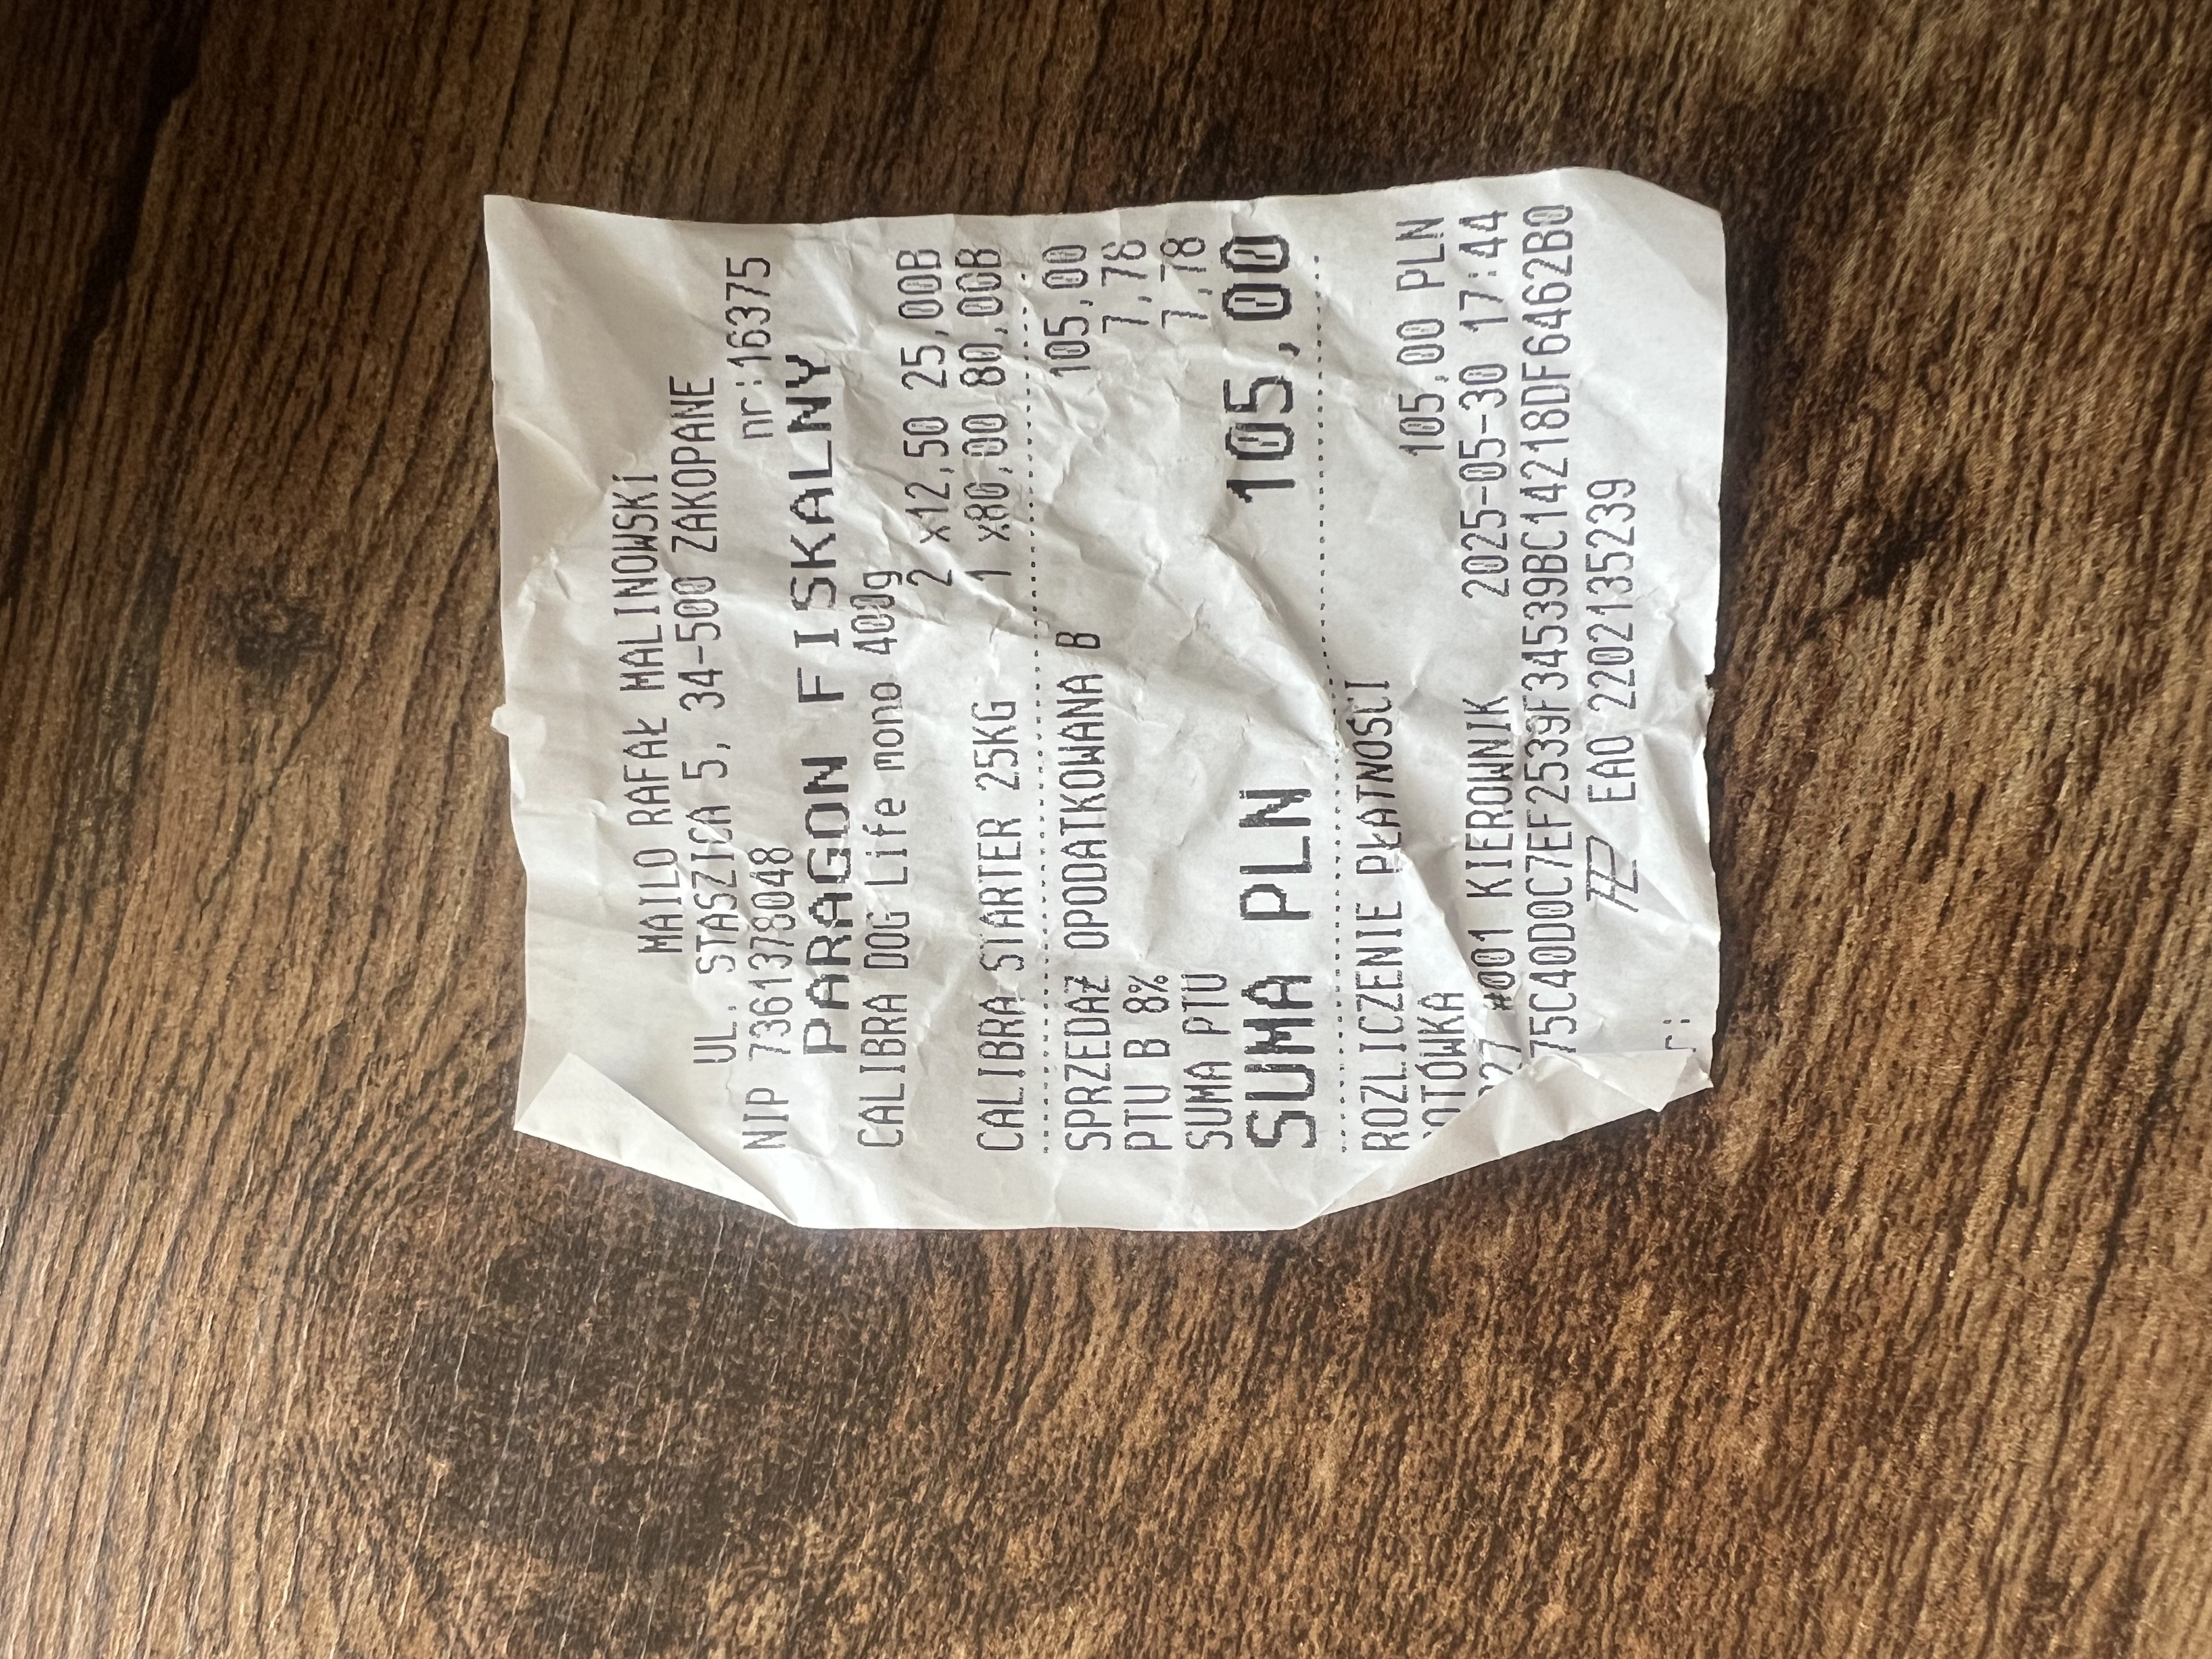 MAILO RAFAŁ MALINOWSKI
UL. STASZICA 5, 34-500 ZAKOPANE
NIP 7361378048 nr:16375
PARAGON FISKALNY
CALIBRA DOG Life mono 400g
2 x12,50 25,00B
CALIBRA STARTER 25KG 1 x80,00 80,00B
SPRZEDAŻ OPODATKOWANA B 105,00
PTU B 8% 7,78
SUMA PTU 7,78
SUMA PLN 105,00
ROZLICZENIE PŁATNOŚCI
OTÓWKA 105,00 PLN
#001 KIEROWNIK 2025-05-30 17:44
75C40D0C7EF2539F34539BC14218DF6462B0
EAO 2202135239